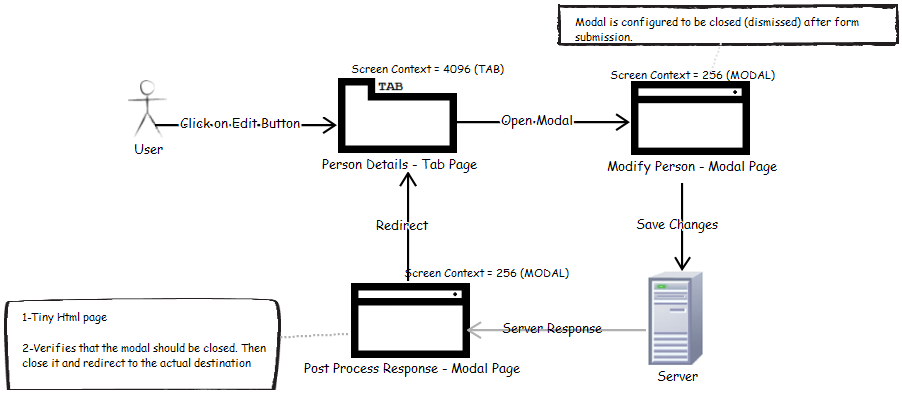 Modal is configured to be closed (dismissed) after form
submission.
Screen Context = 4096 (TAB)
Screen Context = 256 (MODAL)
TAB
Click on Edit Button
Open Modal
User
Person Details - Tab Page
Modify Person - Modal Page
Redirect
Save Changes
Screen Context = 256 (MODAL)
1-Tiny Html page
2-Verifies that the modal should be closed. Then
close it and redirect to the actual destination
Server Response
Post Process Response - Modal Page
Server